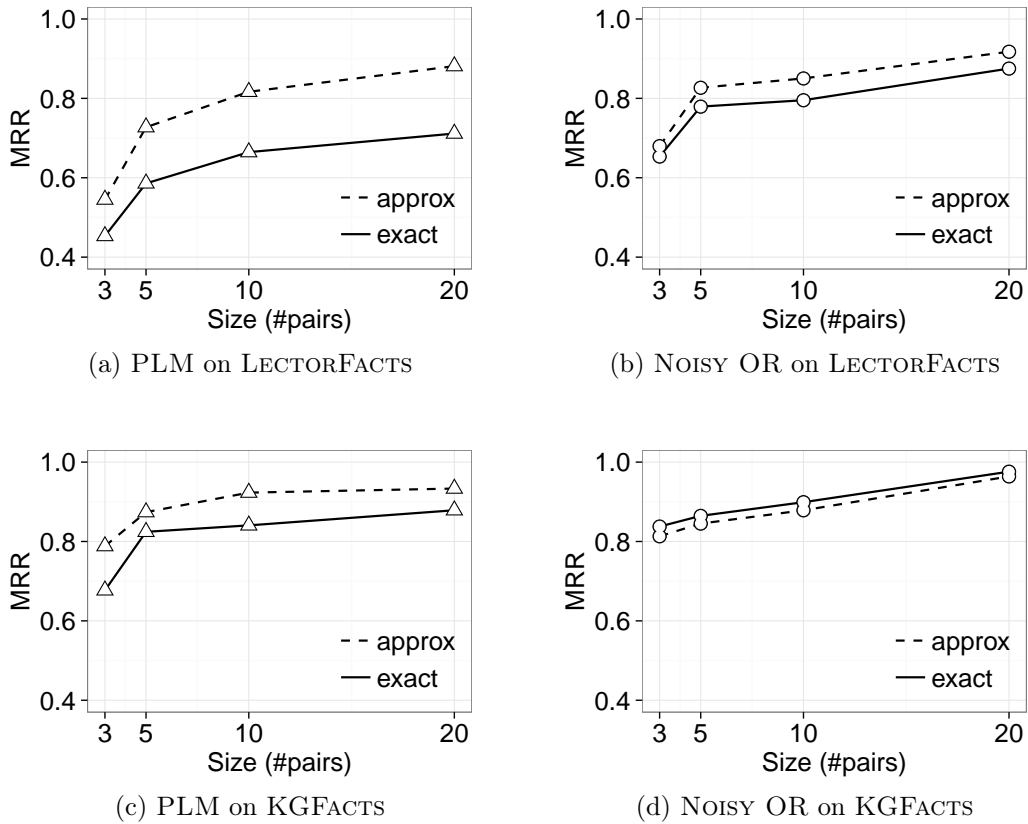 1.0
0.8
0.6
0.4
MRR
approx
exact
3 5 10 20
Size (#pairs)
(a) PLM on LECTORFACTS
1.0
0.8
0.6
0.4
MRR
approx
exact
3 5 10 20
Size (#pairs)
(b) NOISY OR on LECTORFACTS
1.0
0.8
0.6
0.4
MRR
approx
exact
3 5 10 20
Size (#pairs)
(c) PLM on KGFACTS
1.0
0.8
0.6
0.4
MRR
approx
exact
3 5 10 20
Size (#pairs)
(d) NOISY OR on KGFACTS